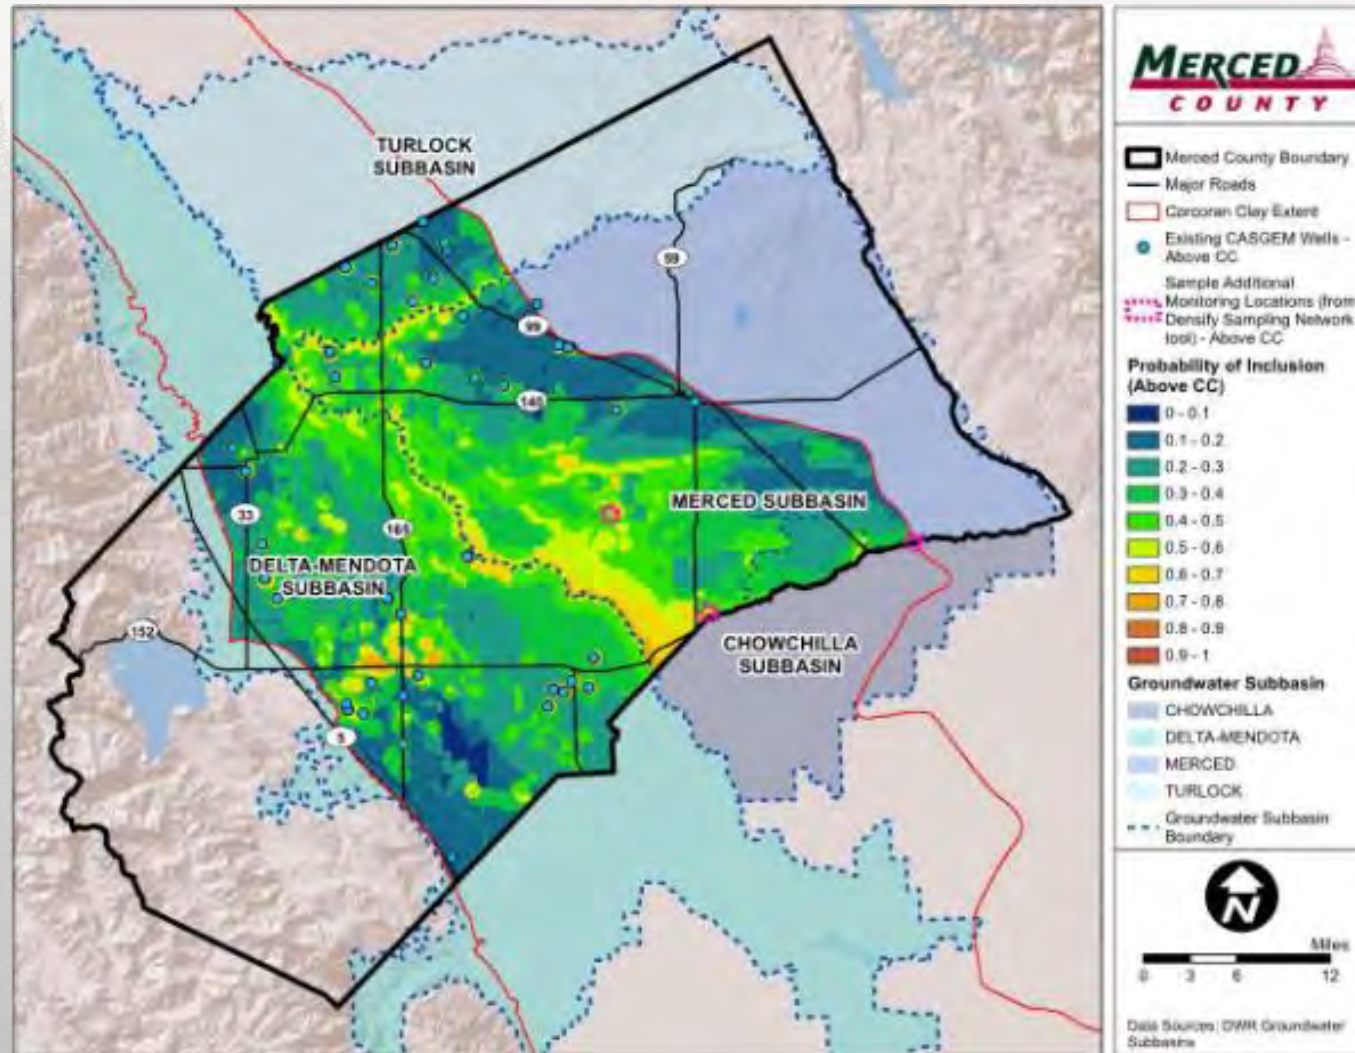 TURLOCK
SUBBASIN
59
99
140
MERCED SUBBASIN
33
165
DELTA-MENDOTA
SUBBASIN
152
CHOWCHILLA
SUBBASIN
5
MERCED
COUNTY
Merced County Boundary
Major Roads
Corcoran Clay Extent
Existing CASGEM Wells -
Above CC
Sample Additional
Monitoring Locations (from
Densify Sampling Network
tool) - Above CC
Probability of Inclusion
(Above CC)
0 - 0.1
0.1 - 0.2
0.2 - 0.3
0.3 - 0.4
0.4 - 0.5
0.5 - 0.6
0.6 - 0.7
0.7 - 0.8
0.8 - 0.9
0.9 - 1
Groundwater Subbasin
CHOWCHILLA
DELTA-MENDOTA
MERCED
TURLOCK
Groundwater Subbasin
Boundary
N
Miles
0 3 6 12
Data Sources: DWR Groundwater
Subbasins